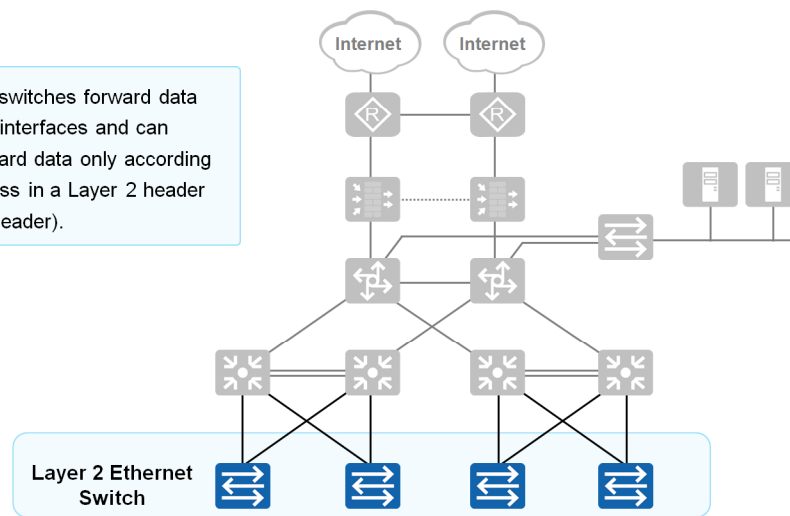 Internet
Internet
switches forward data
interfaces and can
ard data only according
ss in a Layer 2 header
eader).
R
R
Layer 2 Ethernet
Switch